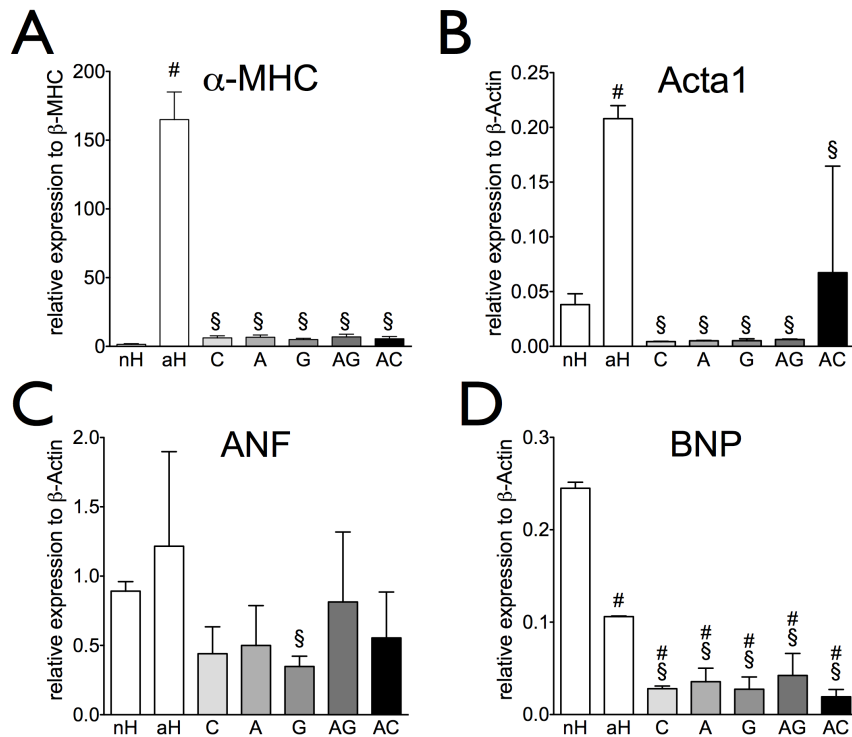 A
α-MHC
relative expression to β-MHC
200
150
100
50
0
#
§ § § § §
nH aH C A G AG AC
B
Acta1
relative expression to β-Actin
0.25
0.20
0.15
0.10
0.05
0.00
#
§ § § § §
nH aH C A G AG AC
C
ANF
relative expression to β-Actin
2.0
1.5
1.0
0.5
0.0
§
nH aH C A G AG AC
D
BNP
relative expression to β-Actin
0.3
0.2
0.1
0.0
#
# # # # #
§ § § § §
nH aH C A G AG AC